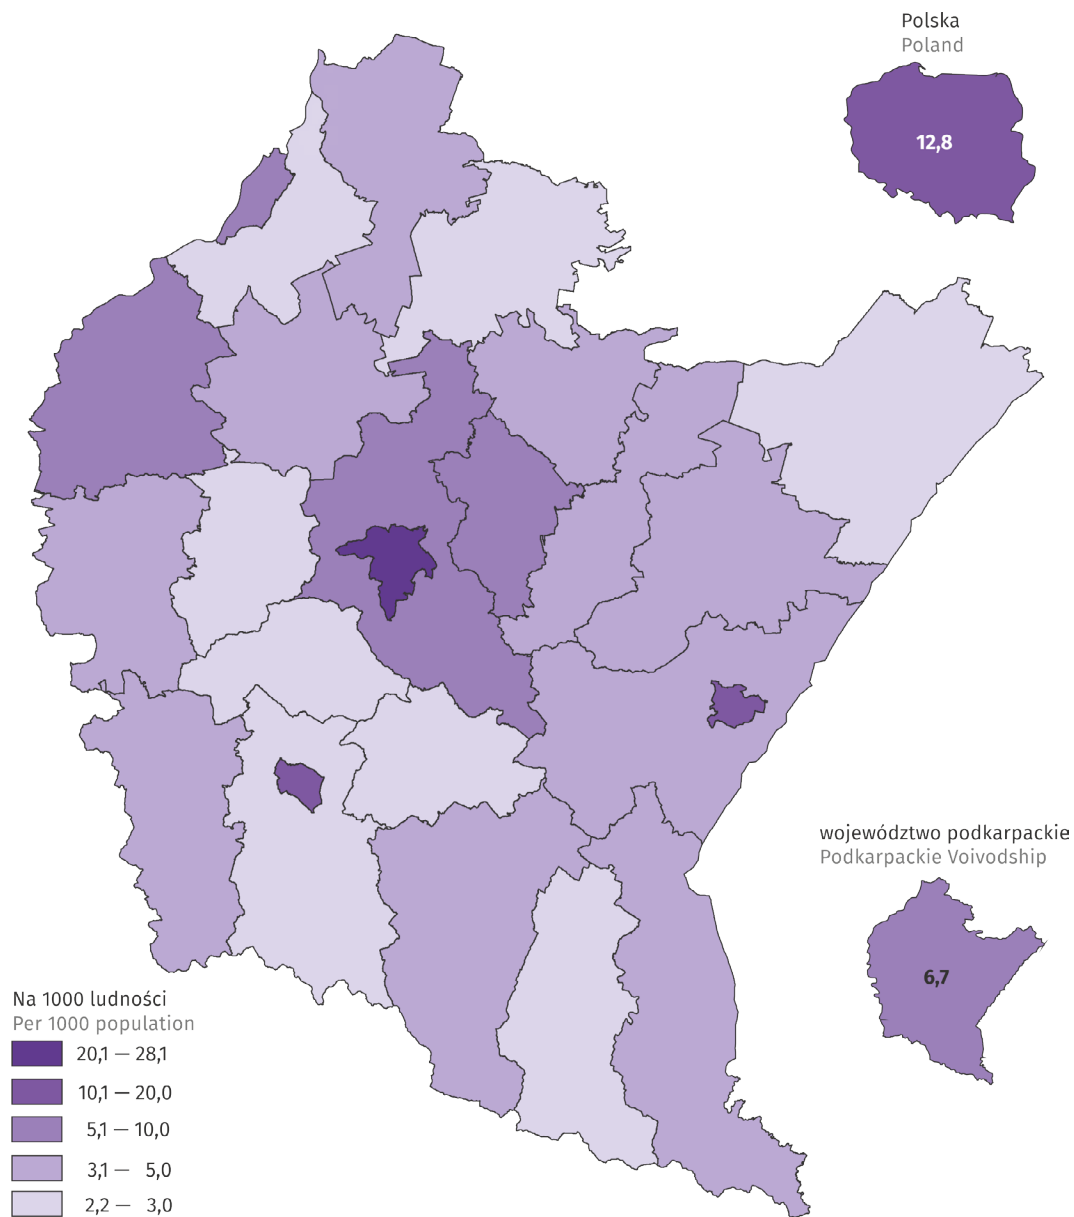 Polska
Poland
12,8
województwo podkarpackie
Podkarpackie Voivodship
6,7
Na 1000 ludności
Per 1000 population
20,1 — 28,1
10,1 — 20,0
5,1 — 10,0
3,1 — 5,0
2,2 — 3,0